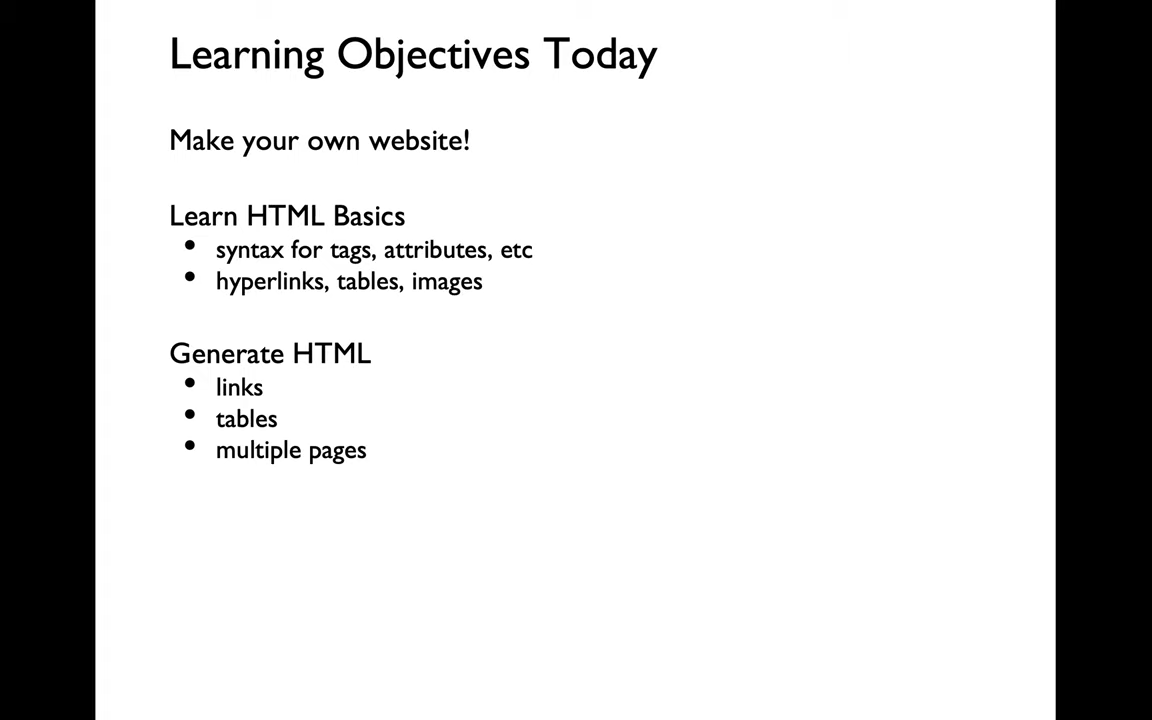 Learning Objectives Today
Make your own website!
Learn HTML Basics
• syntax for tags, attributes, etc
• hyperlinks, tables, images
Generate HTML
• links
• tables
• multiple pages